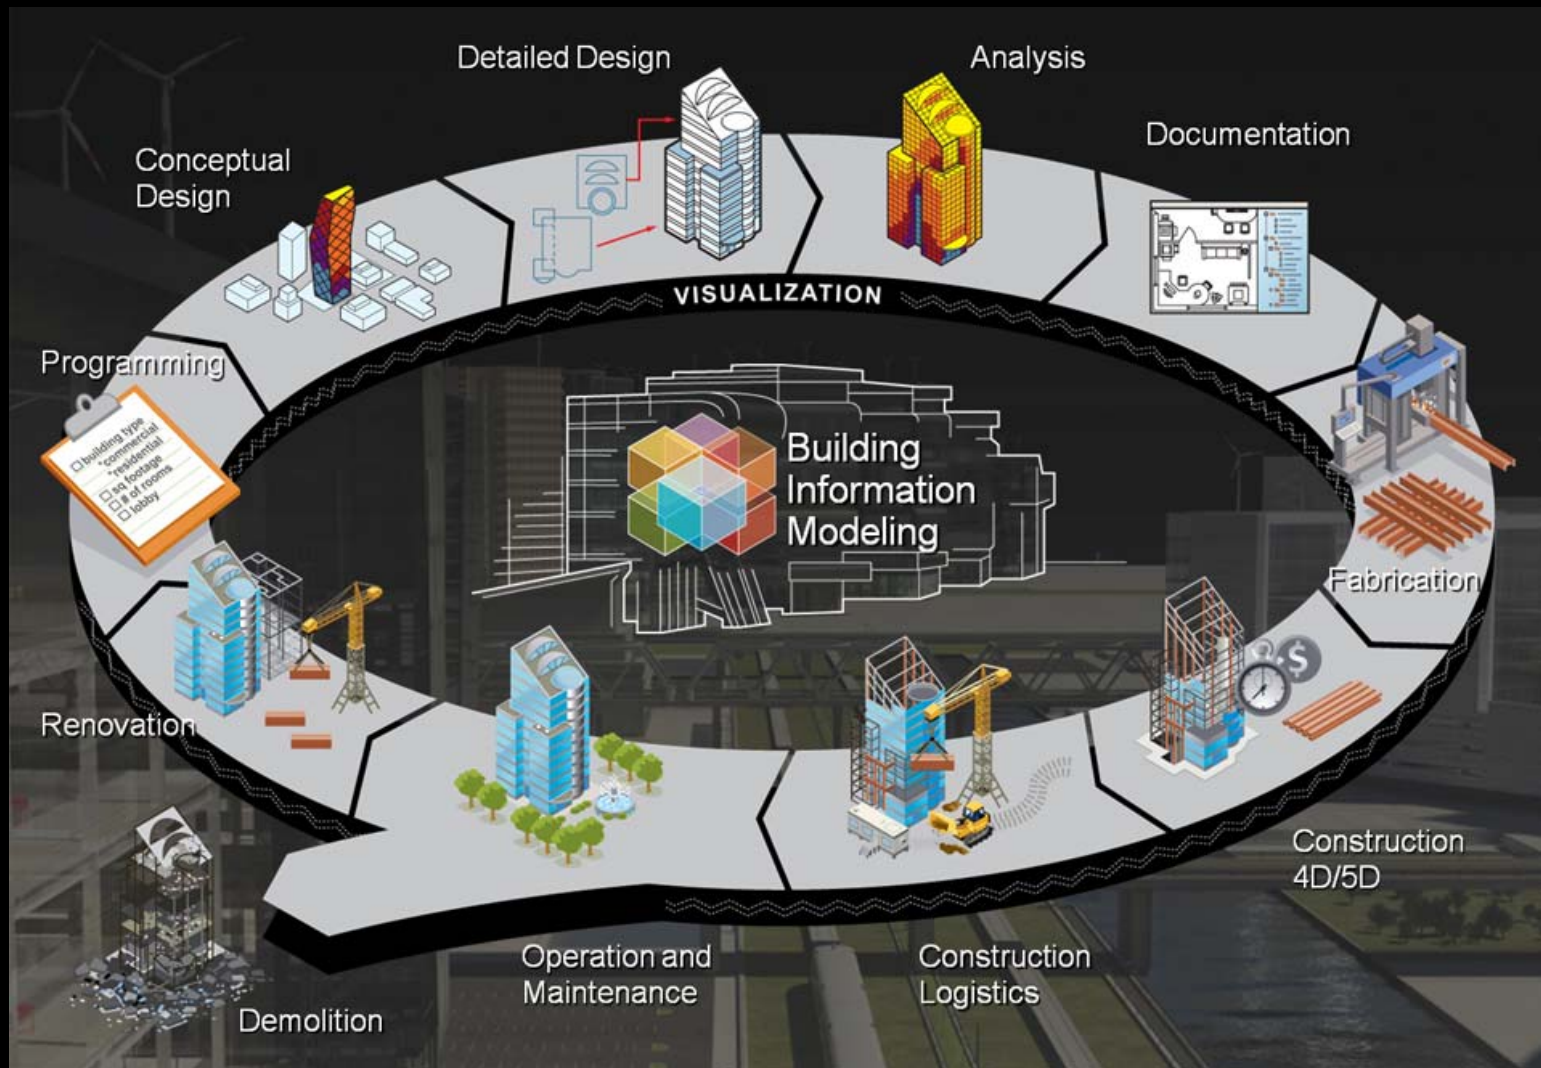 Detailed Design
Analysis
Documentation
Conceptual
Design
VISUALIZATION
Programming
☐ building type
*commercial
*residential
☐ sq footage
☐ # of rooms
☐ lobby
Building
Information
Modeling
Fabrication
$
Renovation
Construction
4D/5D
Operation and
Maintenance
Construction
Logistics
Demolition